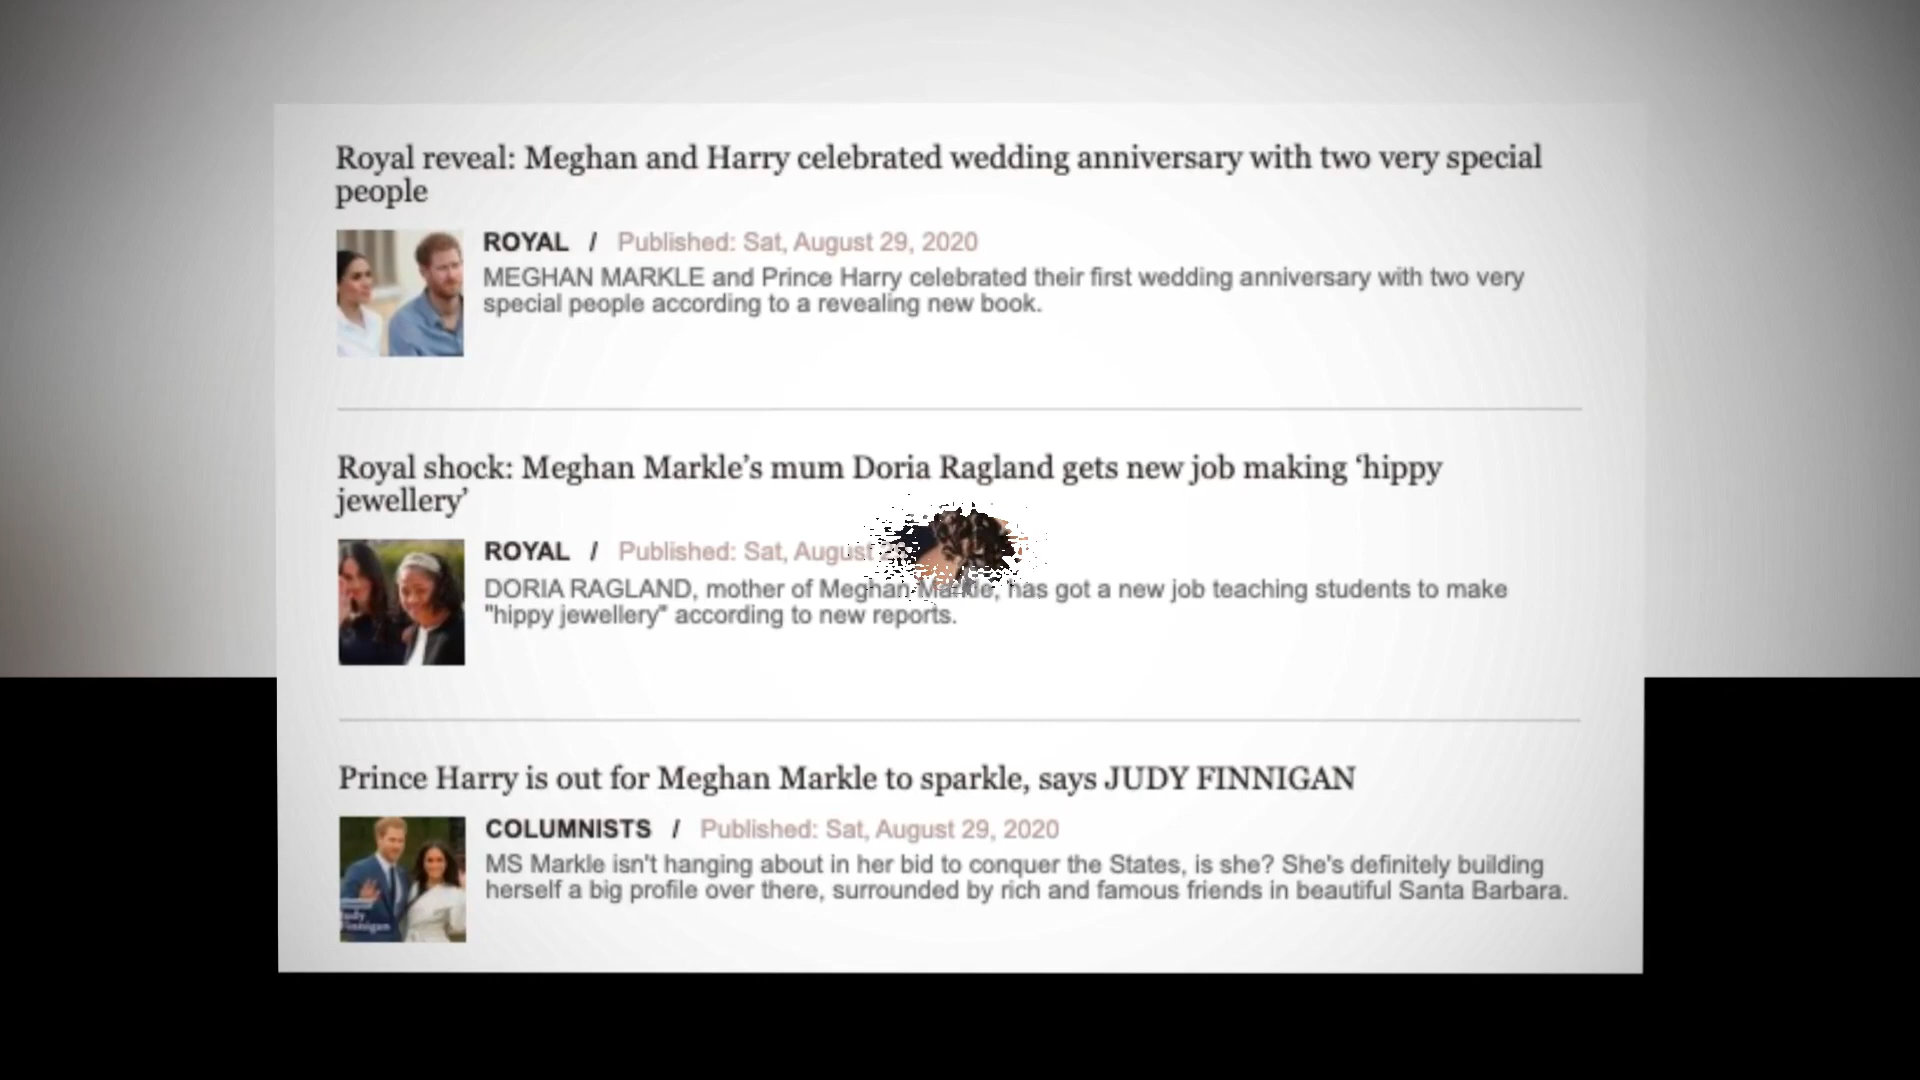 Royal reveal: Meghan and Harry celebrated wedding anniversary with two very special
people
ROYAL / Published: Sat, August 29, 2020
MEGHAN MARKLE and Prince Harry celebrated their first wedding anniversary with two very
special people according to a revealing new book.
Royal shock: Meghan Markle’s mum Doria Ragland gets new job making ‘hippy
jewellery’
ROYAL / Published: Sat, August
DORIA RAGLAND, mother of Meghan Markle, has got a new job teaching students to make
"hippy jewellery" according to new reports.
Prince Harry is out for Meghan Markle to sparkle, says JUDY FINNIGAN
COLUMNISTS / Published: Sat, August 29, 2020
Judy
Finnigan
MS Markle isn't hanging about in her bid to conquer the States, is she? She's definitely building
herself a big profile over there, surrounded by rich and famous friends in beautiful Santa Barbara.